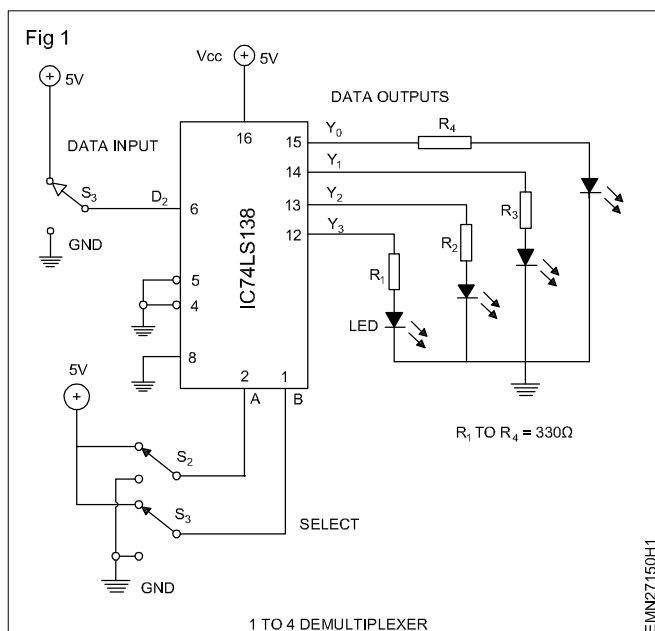 Fig 1
Vcc + 5V
+ 5V
DATA OUTPUTS
DATA INPUT
16
15 Y0 R4
14 Y1
S3 D2 6
13 Y2
R3
GND
12 Y3
R2
IC74LS138
5
R1
4
LED
8
5V
+
2 1
A B
R1 TO R4 = 330Ω
S2
S3
SELECT
GND
1 TO 4 DEMULTIPLEXER
EMN27150H1